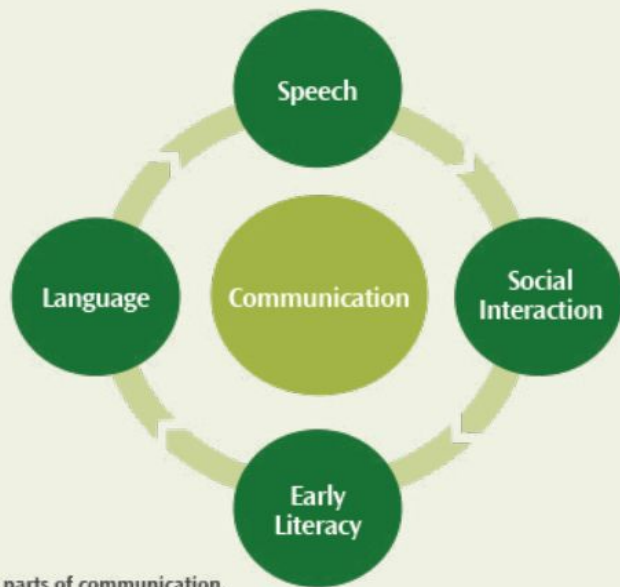 Speech
Language
Communication
Social
Interaction
Early
Literacy
parts of communication